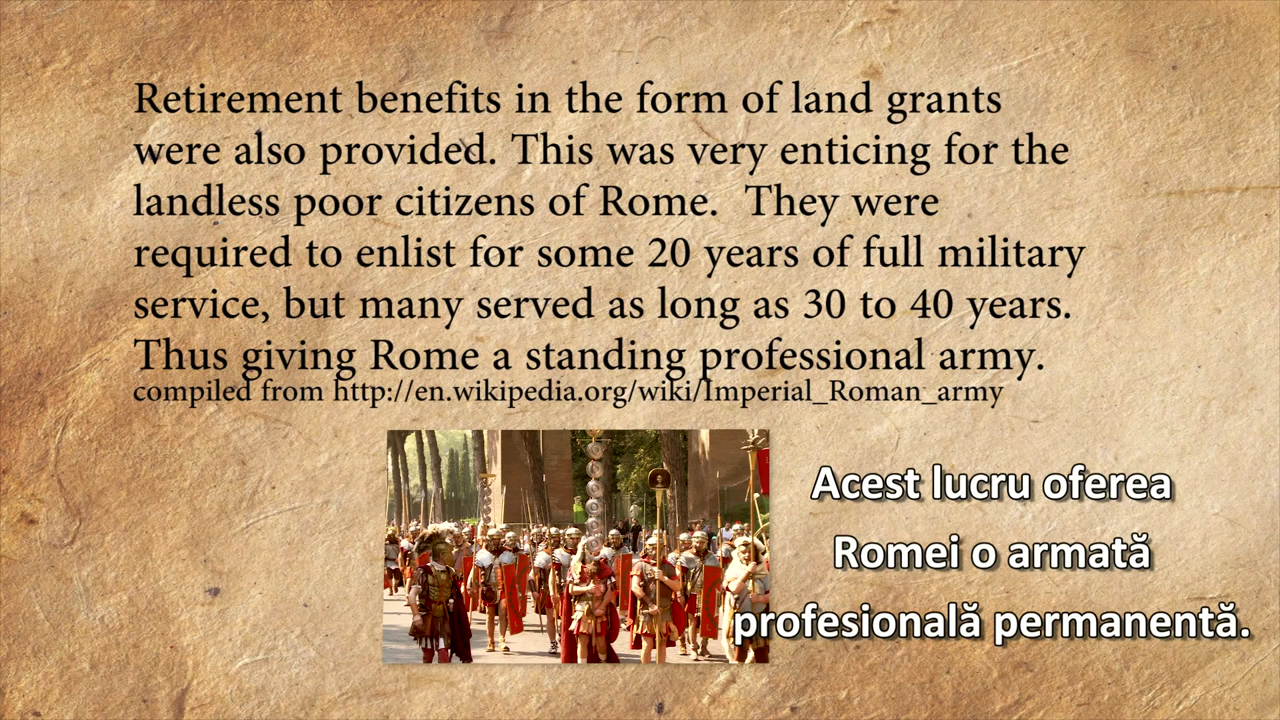 Retirement benefits in the form of land grants
were also provided. This was very enticing for the
landless poor citizens of Rome.  They were
required to enlist for some 20 years of full military
service, but many served as long as 30 to 40 years.
Thus giving Rome a standing professional army.
compiled from http://en.wikipedia.org/wiki/Imperial_Roman_army
Acest lucru oferea
Romei o armată
profesională permanentă.